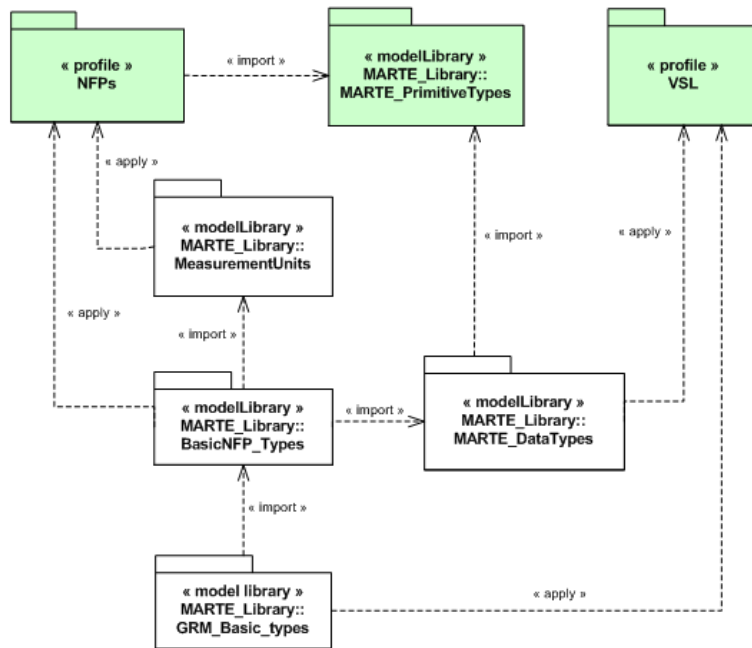 « profile »
NFPs
« import »
« modelLibrary »
MARTE_Library::
MARTE_PrimitiveTypes
« profile »
VSL
« apply »
« modelLibrary »
MARTE_Library::
MeasurementUnits
« import »
« apply »
« apply »
« import »
« modelLibrary »
MARTE_Library::
BasicNFP_Types
« import »
« modelLibrary »
MARTE_Library::
MARTE_DataTypes
« import »
« model library »
MARTE_Library::
GRM_Basic_types
« apply »